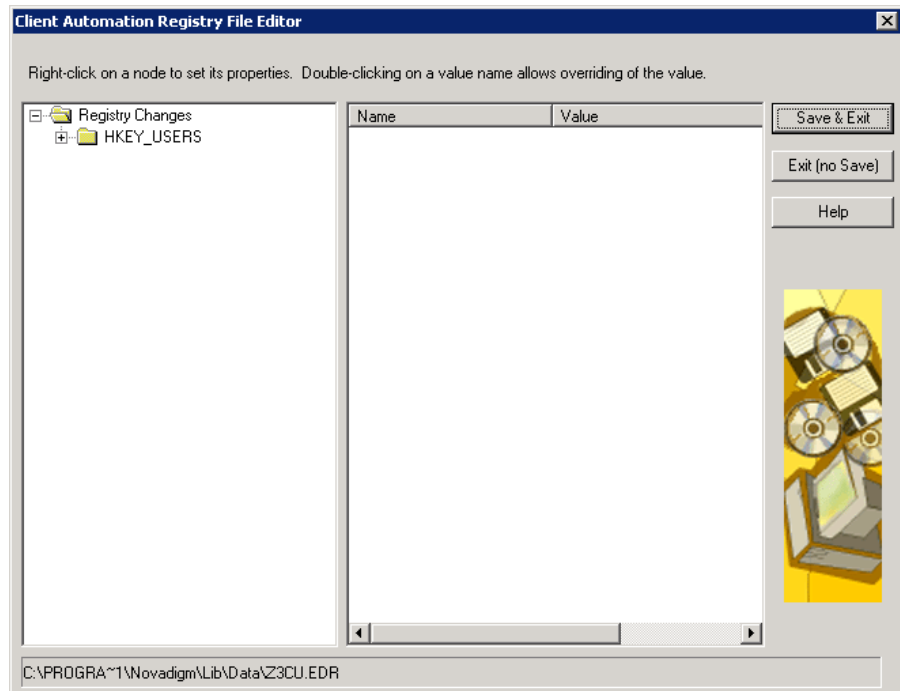 Client Automation Registry File Editor
Right-click on a node to set its properties. Double-clicking on a value name allows overriding of the value.
Registry Changes
HKEY_USERS
Name Value
Save & Exit
Exit (no Save)
Help
C:\PROGRA~1\Novadigm\Lib\Data\Z3CU.EDR